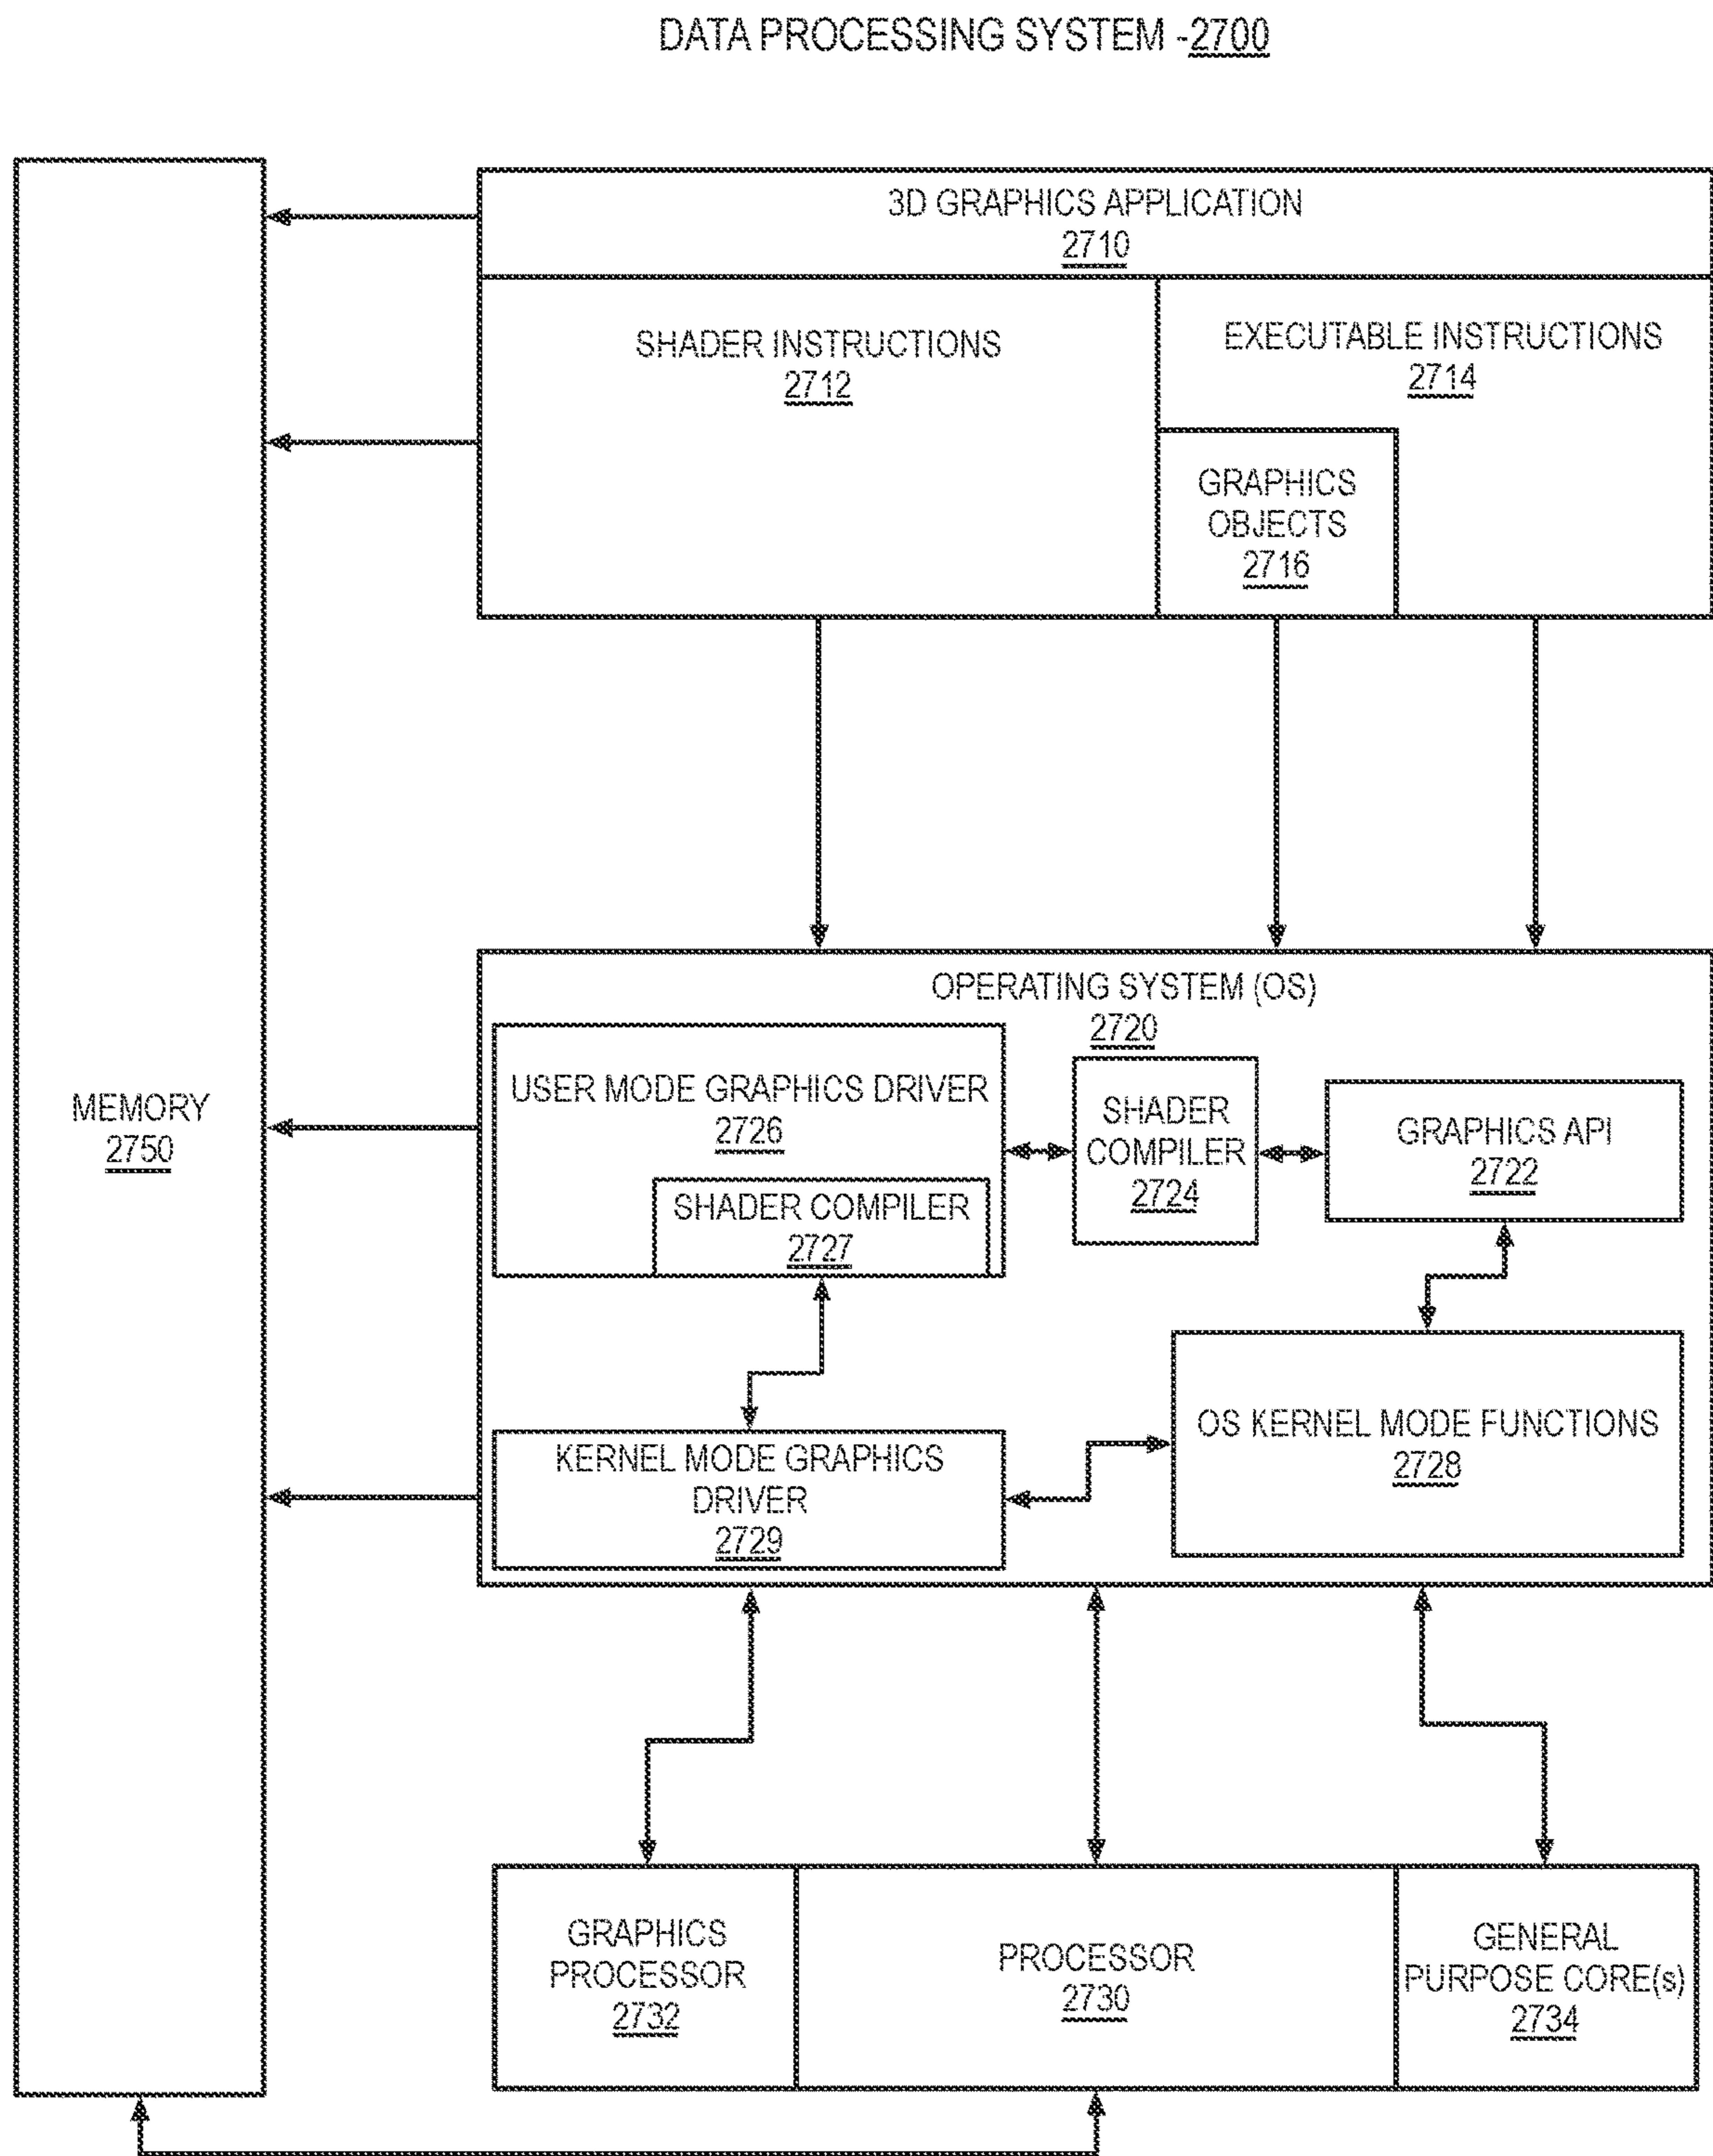 DATA PROCESSING SYSTEM -2700
3D GRAPHICS APPLICATION
2710
SHADER INSTRUCTIONS
2712
EXECUTABLE INSTRUCTIONS
2714
GRAPHICS
OBJECTS
2716
MEMORY
2750
OPERATING SYSTEM (OS)
2720
USER MODE GRAPHICS DRIVER
2726
SHADER COMPILER
2727
SHADER
COMPILER
2724
GRAPHICS API
2722
KERNEL MODE GRAPHICS
DRIVER
2729
OS KERNEL MODE FUNCTIONS
2728
GRAPHICS
PROCESSOR
2732
PROCESSOR
2730
GENERAL
PURPOSE CORE(s)
2734